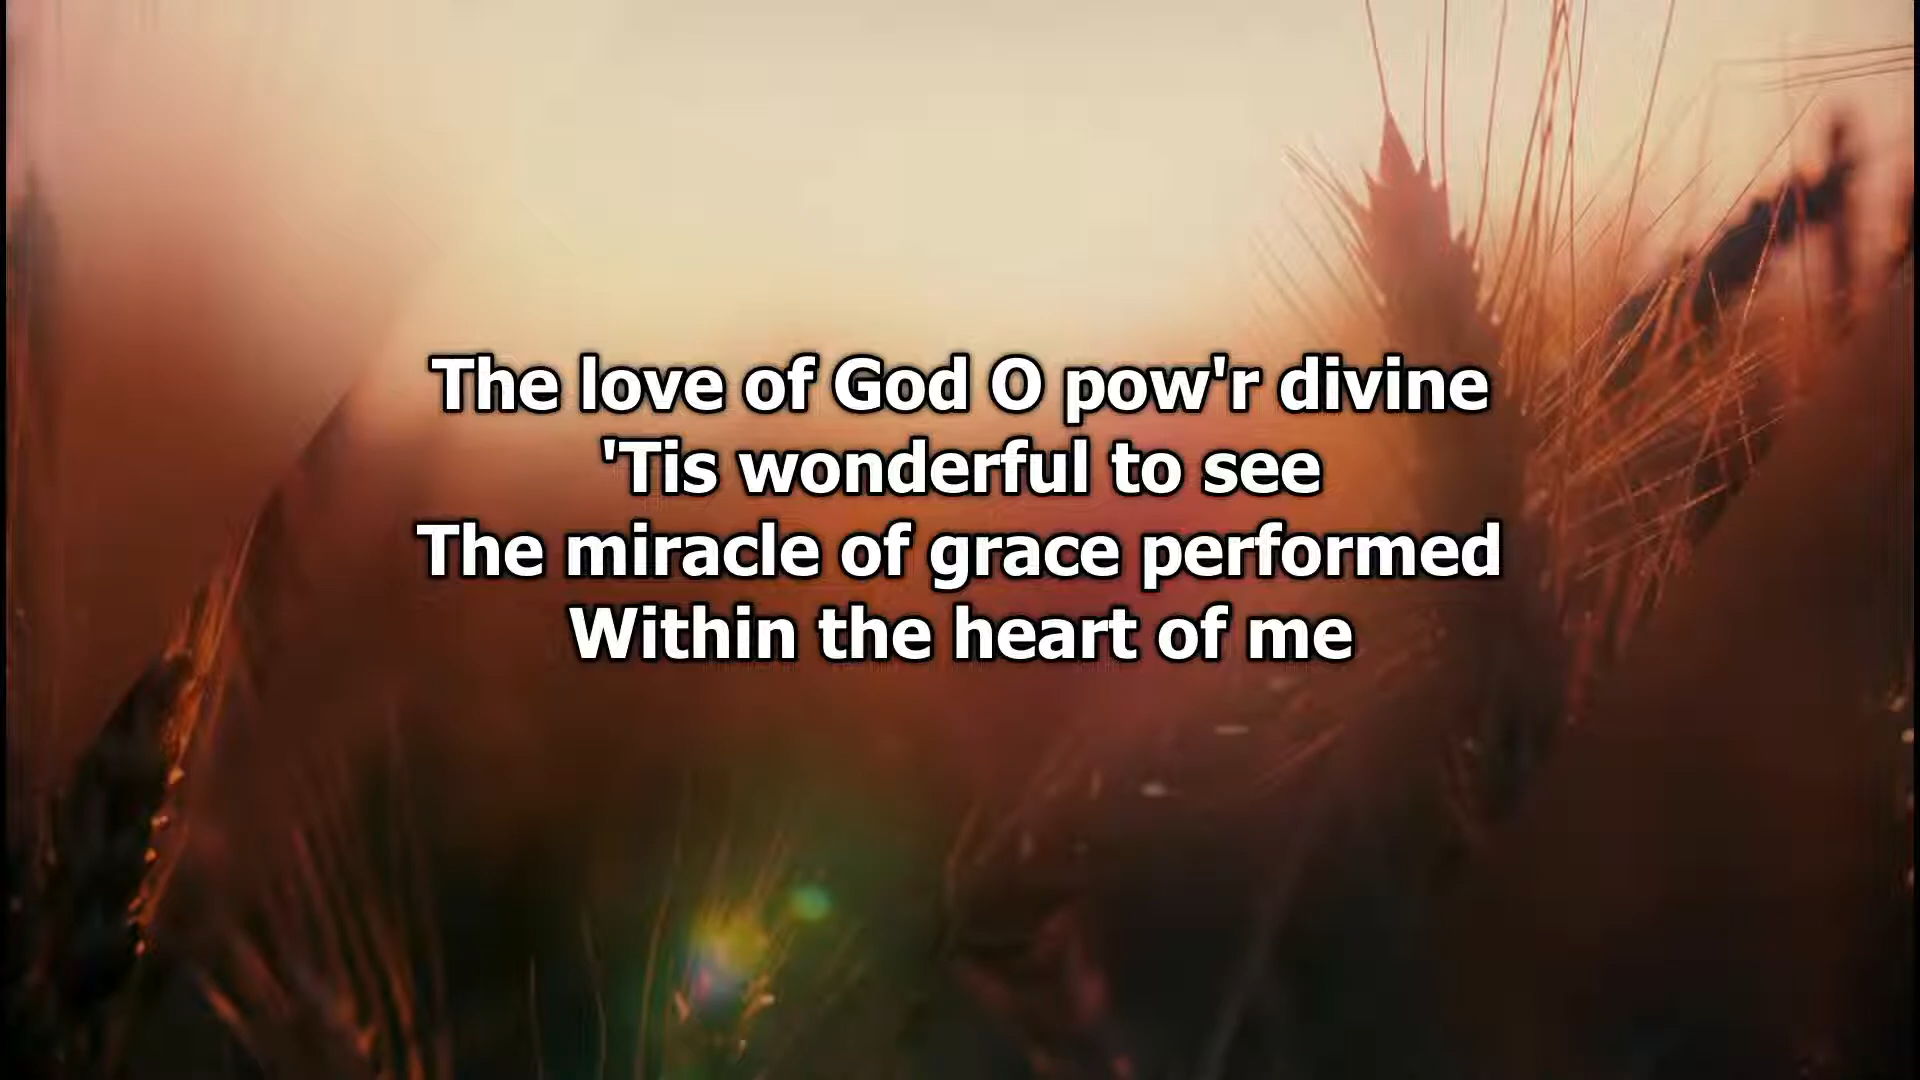 The love of God O pow'r divine
'Tis wonderful to see
The miracle of grace performed
Within the heart of me